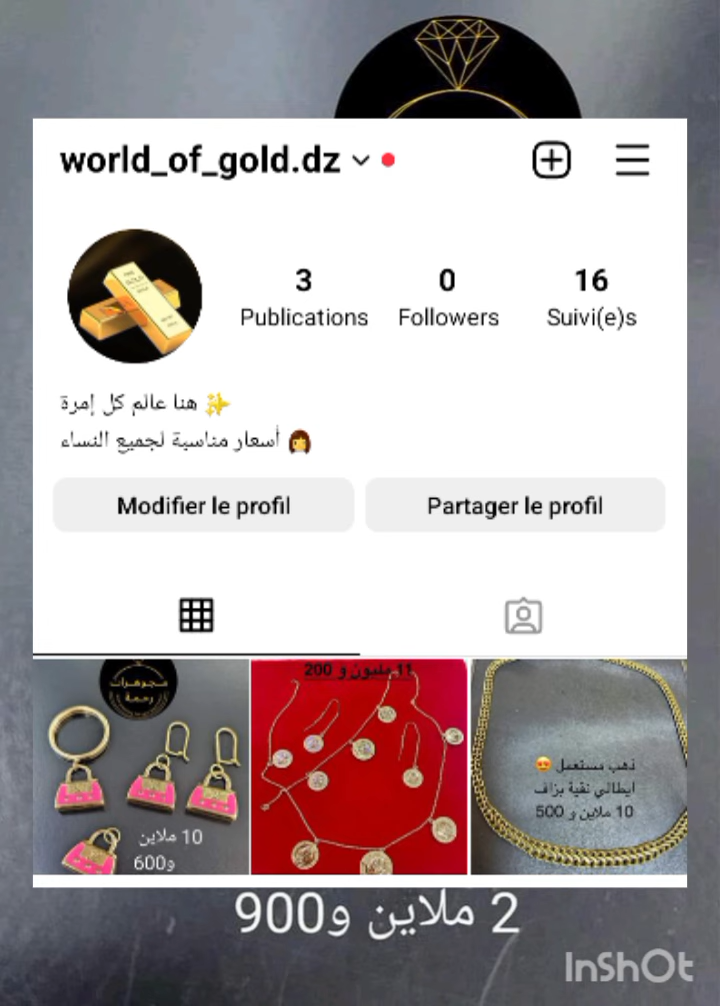 world_of_gold.dz
3
Publications
0
Followers
16
Suivi(e)s
هنا عالم كل إمرة ✨
أسعار مناسبة لجميع النساء 👩
Modifier le profil
Partager le profil
مجوهرات
رحمة
10 ملاين
و600
11 مليون و 200
ذهب مستعمل 😍
ايطالي نقية بزاف
10 ملاين و 500
2 ملاين و900
InShOt